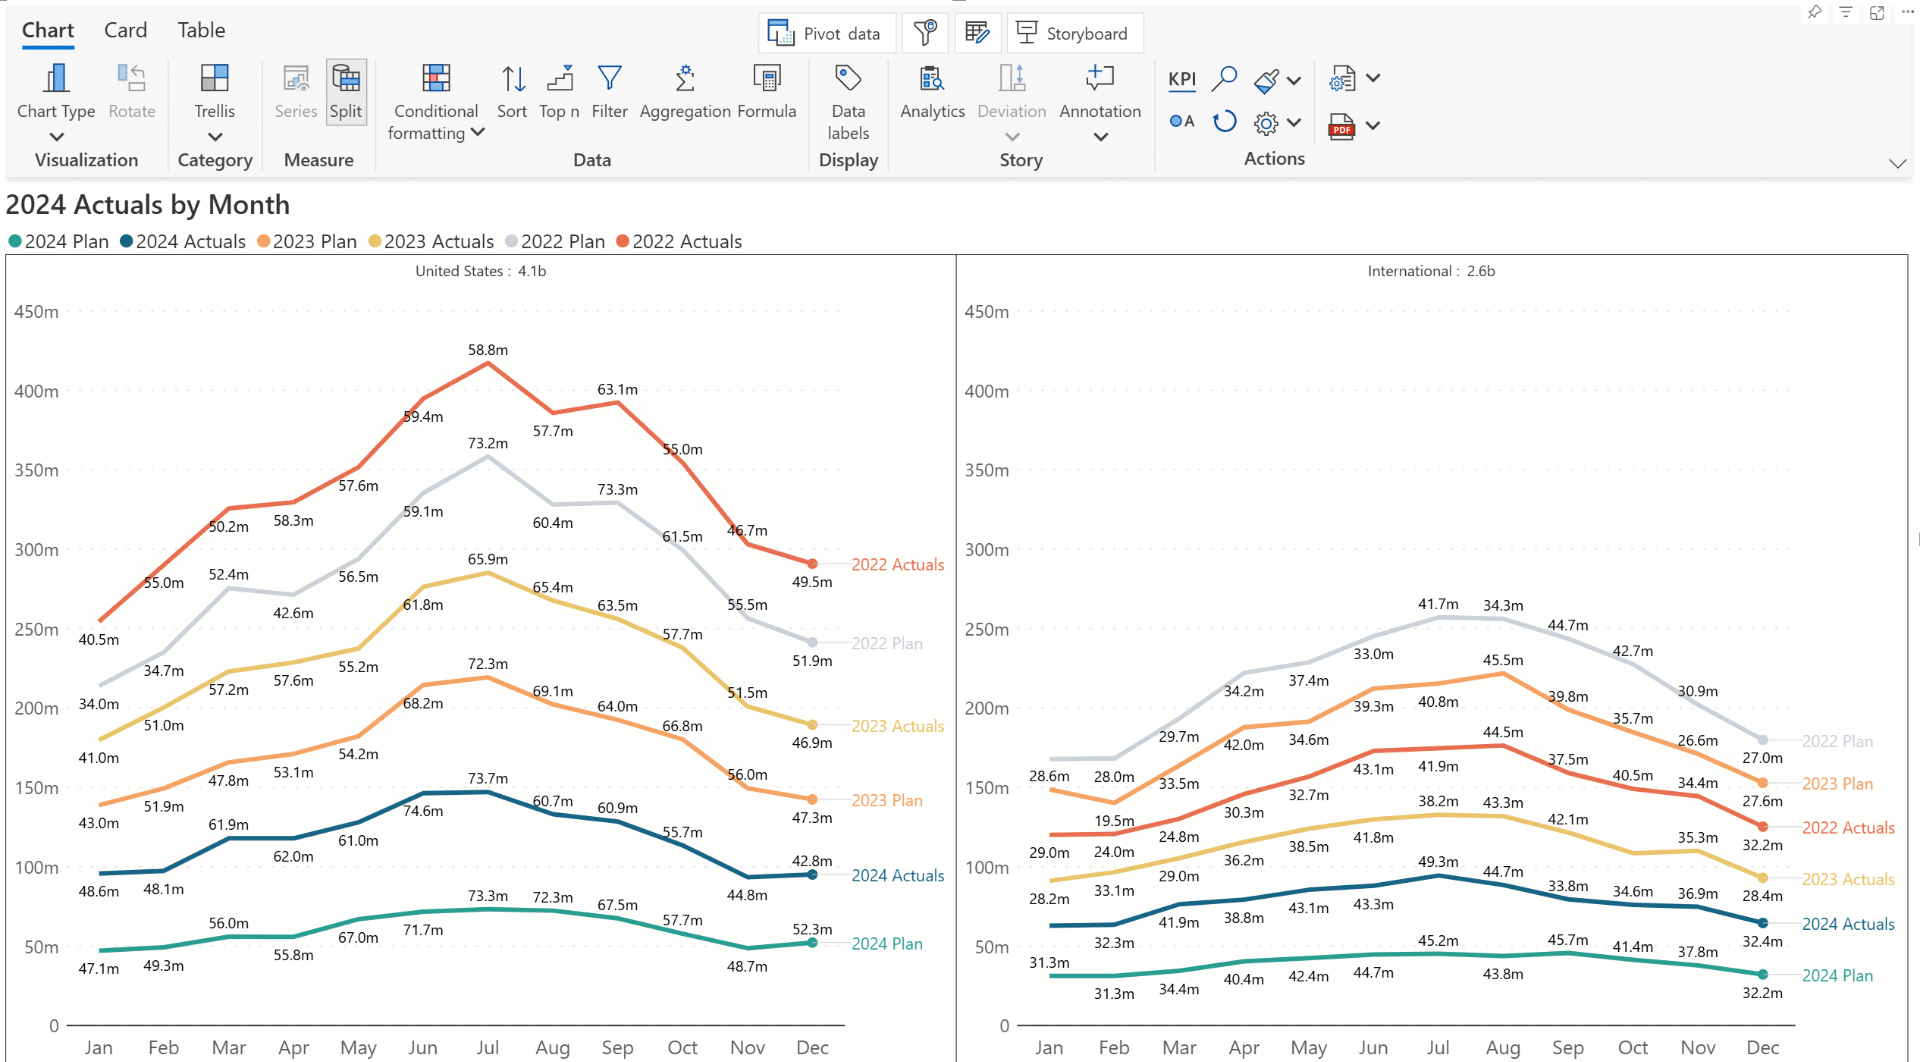 Chart Card Table
Pivot data Storyboard
Chart Type Rotate Trellis Series Split Conditional formatting Sort Top n Filter Aggregation Formula Data labels Analytics Deviation Annotation KPI A PDF
Visualization Category Measure Data Display Story Actions
2024 Actuals by Month
2024 Plan 2024 Actuals 2023 Plan 2023 Actuals 2022 Plan 2022 Actuals
United States : 4.1b
450m
400m
350m
300m
250m
200m
150m
100m
50m
0
40.5m 55.0m 50.2m 58.3m 57.6m 59.4m 58.8m 57.7m 63.1m 55.0m 46.7m 49.5m
2022 Actuals
34.0m 34.7m 52.4m 42.6m 56.5m 59.1m 73.2m 60.4m 73.3m 61.5m 55.5m 51.9m
2022 Plan
41.0m 51.0m 57.2m 57.6m 55.2m 61.8m 65.9m 65.4m 63.5m 57.7m 51.5m 46.9m
2023 Actuals
43.0m 51.9m 47.8m 53.1m 54.2m 68.2m 72.3m 69.1m 64.0m 66.8m 56.0m 47.3m
2023 Plan
48.6m 48.1m 61.9m 62.0m 61.0m 74.6m 73.7m 60.7m 60.9m 55.7m 44.8m 42.8m
2024 Actuals
47.1m 49.3m 56.0m 55.8m 67.0m 71.7m 73.3m 72.3m 67.5m 57.7m 48.7m 52.3m
2024 Plan
Jan Feb Mar Apr May Jun Jul Aug Sep Oct Nov Dec
International : 2.6b
450m
400m
350m
300m
250m
200m
150m
100m
50m
0
28.6m 28.0m 29.7m 34.2m 37.4m 33.0m 41.7m 34.3m 44.7m 42.7m 30.9m 27.0m
2022 Plan
19.5m 33.5m 42.0m 34.6m 39.3m 40.8m 45.5m 39.8m 35.7m 26.6m 27.6m
2023 Plan
29.0m 24.0m 24.8m 30.3m 32.7m 43.1m 41.9m 44.5m 37.5m 40.5m 34.4m 32.2m
2022 Actuals
28.2m 33.1m 29.0m 36.2m 38.5m 41.8m 38.2m 43.3m 42.1m 35.3m 28.4m
2023 Actuals
31.3m 32.3m 41.9m 38.8m 43.1m 43.3m 49.3m 44.7m 33.8m 34.6m 36.9m 32.4m
2024 Actuals
31.3m 34.4m 40.4m 42.4m 44.7m 45.2m 43.8m 45.7m 41.4m 37.8m 32.2m
2024 Plan
Jan Feb Mar Apr May Jun Jul Aug Sep Oct Nov Dec